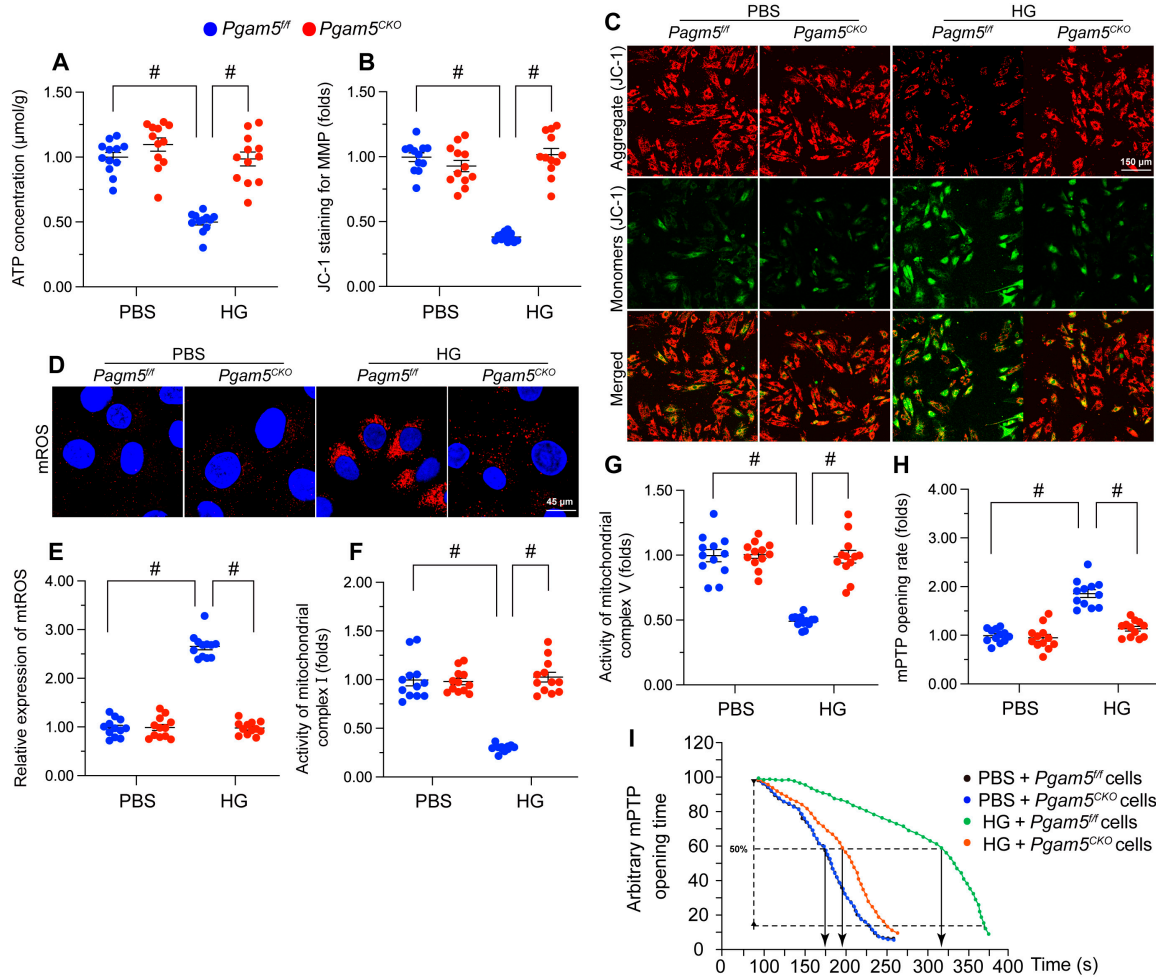 Pgam5f/f Pgam5CKO
A
ATP concentration (µmol/g)
1.50
1.00
0.50
0.00
#
#
PBS HG
B
JC-1 staining for MMP (folds)
1.50
1.00
0.50
0.00
#
#
PBS HG
C
PBS HG
Pagm5f/f Pgam5CKO Pagm5f/f Pgam5CKO
Aggregate (JC-1)
150 µm
Monomers (JC-1)
Merged
D
PBS HG
Pagm5f/f Pgam5CKO Pagm5f/f Pgam5CKO
mROS
45 µm
E
Relative expression of mtROS
4.00
3.00
2.00
1.00
0.00
#
#
PBS HG
F
Activity of mitochondrial
complex I (folds)
2.00
1.50
1.00
0.50
0.00
#
#
PBS HG
G
Activity of mitochondrial
complex V (folds)
1.50
1.00
0.50
0.00
#
#
PBS HG
H
mPTP opening rate (folds)
4.00
3.00
2.00
1.00
0.00
#
#
PBS HG
I
Arbitrary mPTP
opening time
120
100
80
60
40
20
0
50%
0 100 150 200 250 300 350 400 Time (s)
PBS + Pgam5f/f cells
PBS + Pgam5CKO cells
HG + Pgam5f/f cells
HG + Pgam5CKO cells